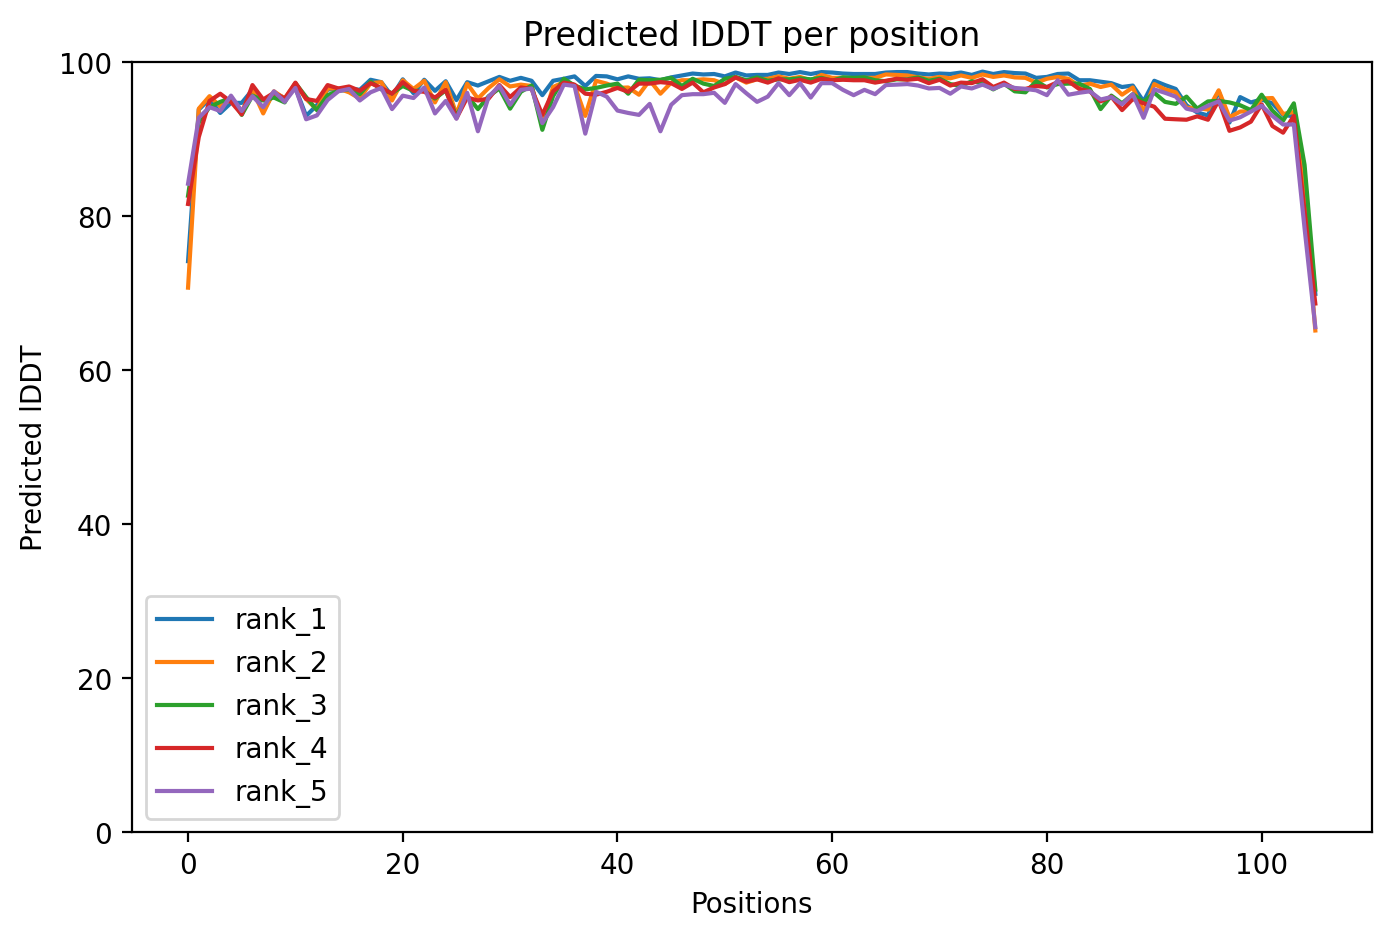 Predicted lDDT per position
100
80
60
40
20
0
Predicted lDDT
rank_1
rank_2
rank_3
rank_4
rank_5
0 20 40 60 80 100
Positions